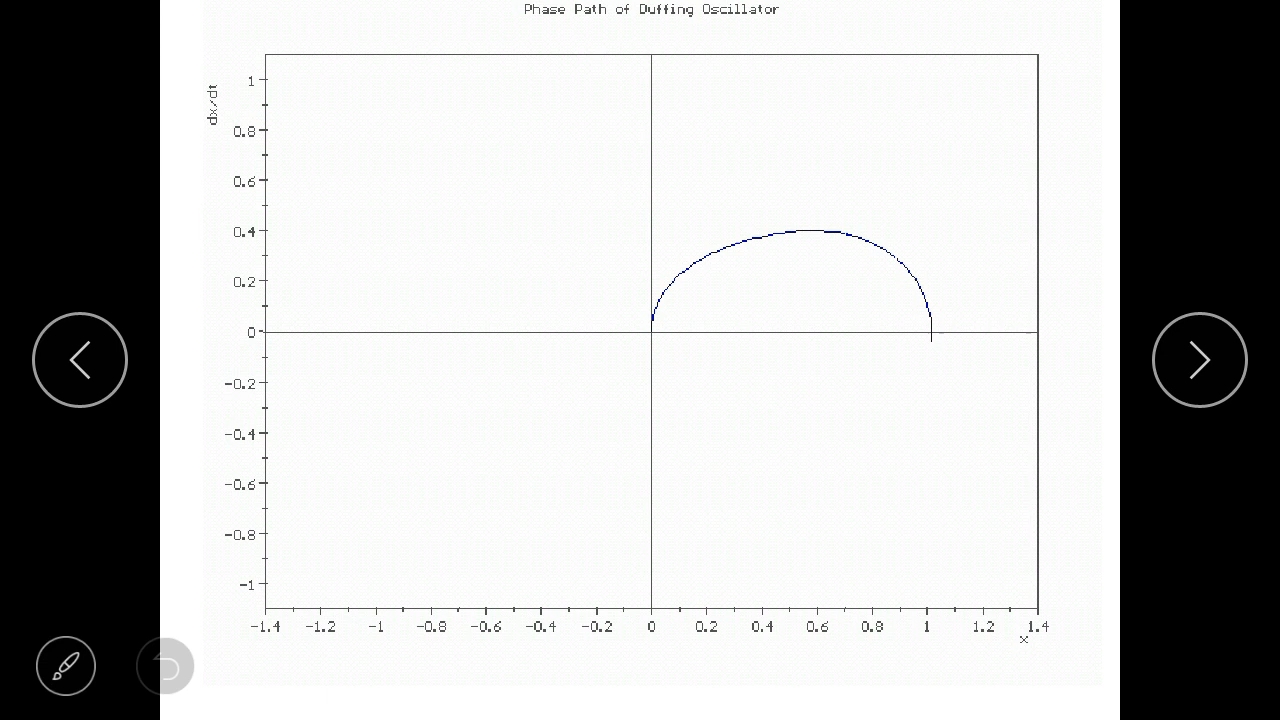 Phase Path of Duffing Oscillator
dx/dt
1
0.8
0.6
0.4
0.2
0
-0.2
-0.4
-0.6
-0.8
-1
-1.4 -1.2 -1 -0.8 -0.6 -0.4 -0.2 0 0.2 0.4 0.6 0.8 1 1.2 1.4
x